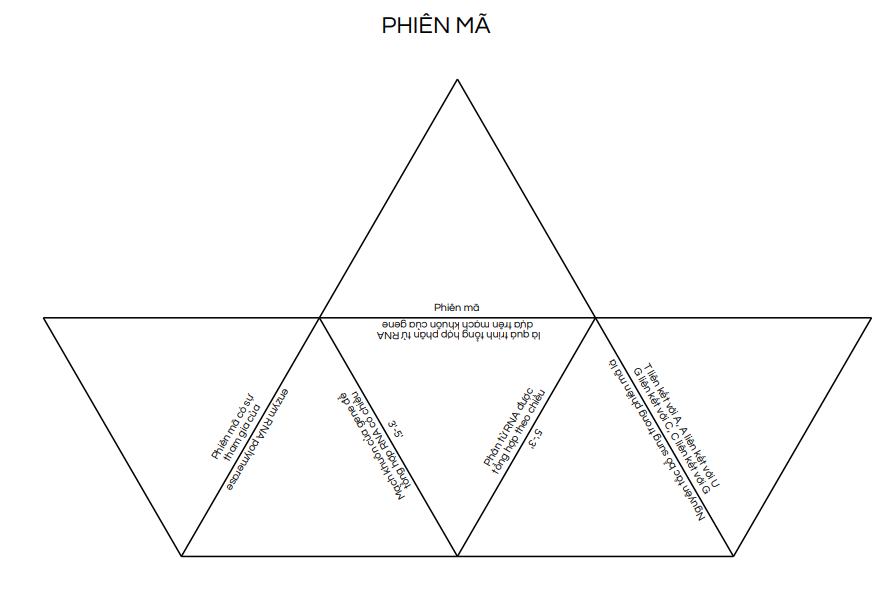 PHIÊN MÃ
Phiên mã
là quá trình tổng hợp phân tử RNA
dựa trên mạch khuôn của gene
Phiên mã có sự
tham gia của
enzym RNA polymerase
Mạch khuôn của gene để
tổng hợp RNA có chiều
3'-5'
Phân tử RNA được
tổng hợp theo chiều
5'-3'
Nguyên tắc bổ sung trong phiên mã là
T liên kết với A, A liên kết với U
G liên kết với C, C liên kết với G